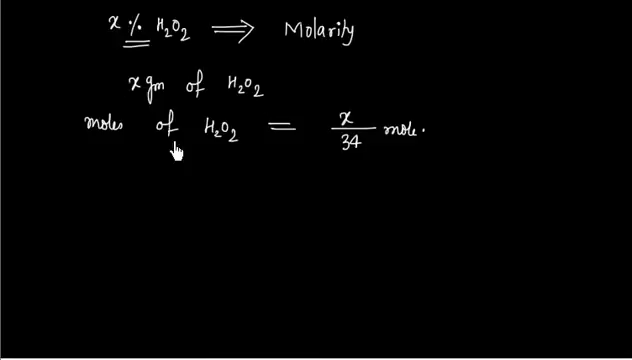 x % H₂O₂ ⟹ Molarity
x gm of H₂O₂
moles of H₂O₂ = x/34 mole.